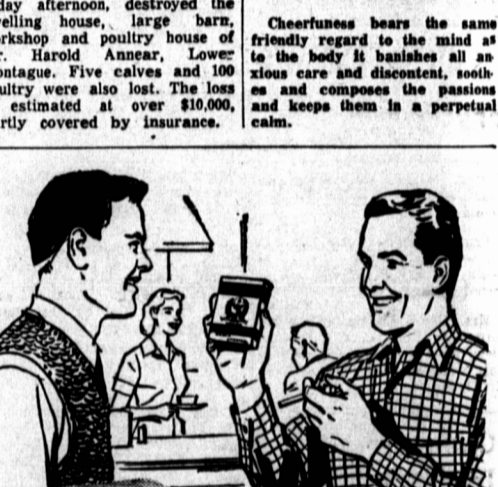 day afternoon, destroyed the
elling house, large barn,
rkshop and poultry house of
r. Harold Annear, Lower
ontague. Five calves and 100
ultry were also lost. The loss
estimated at over $10,000,
rtly covered by insurance.
Cheerfuness bears the same
friendly regard to the mind as
to the body it banishes all an
xious care and discontent, sooth
es and composes the passions
and keeps them in a perpetual
calm.